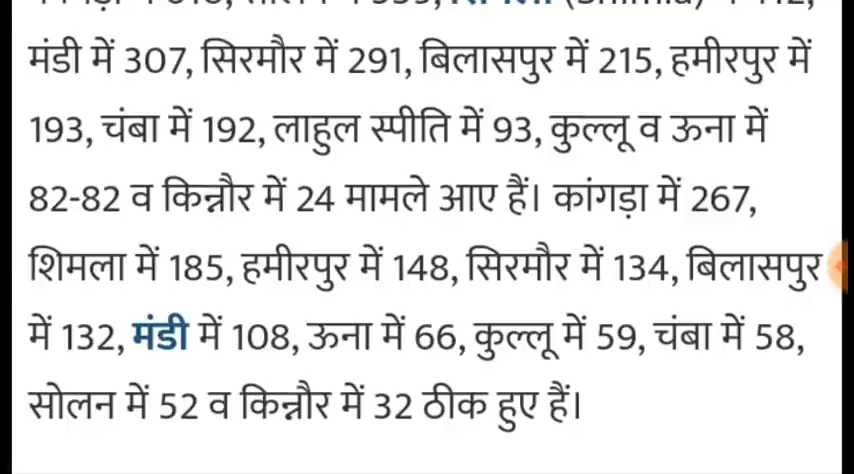 मंडी में 307, सिरमौर में 291, बिलासपुर में 215, हमीरपुर में
193, चंबा में 192, लाहुल स्पीति में 93, कुल्लू व ऊना में
82-82 व किन्नौर में 24 मामले आए हैं। कांगड़ा में 267,
शिमला में 185, हमीरपुर में 148, सिरमौर में 134, बिलासपुर
में 132, मंडी में 108, ऊना में 66, कुल्लू में 59, चंबा में 58,
सोलन में 52 व किन्नौर में 32 ठीक हुए हैं।